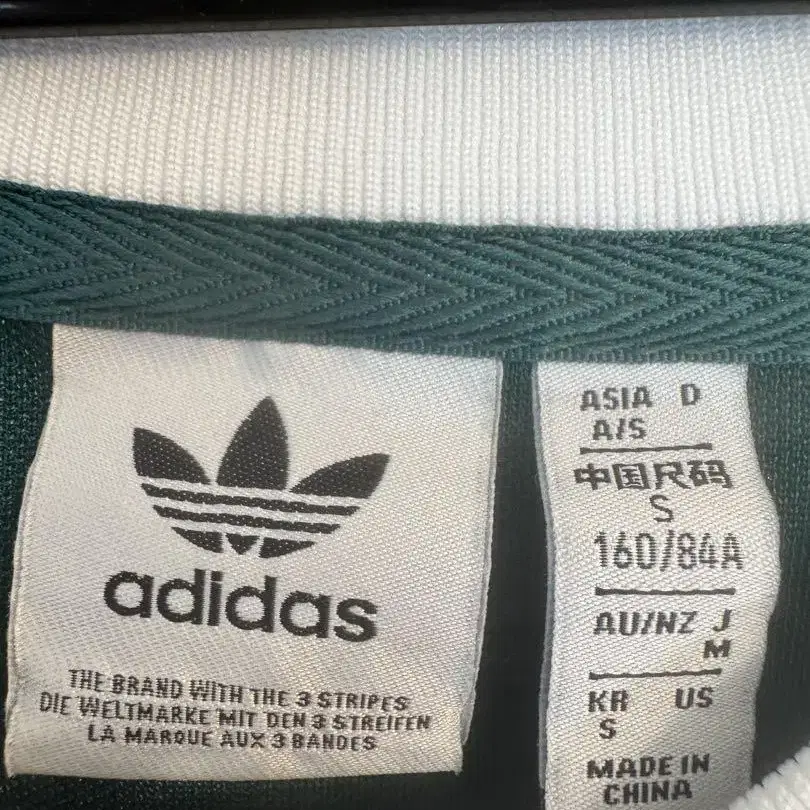 adidas
THE BRAND WITH THE 3 STRIPES
DIE WELTMARKE MIT DEN 3 STREIFEN
LA MARQUE AUX 3 BANDES
ASIA D
A/S
中国尺码
S
160/84A
AU/NZ J
M
KR US
S
MADE IN
CHINA